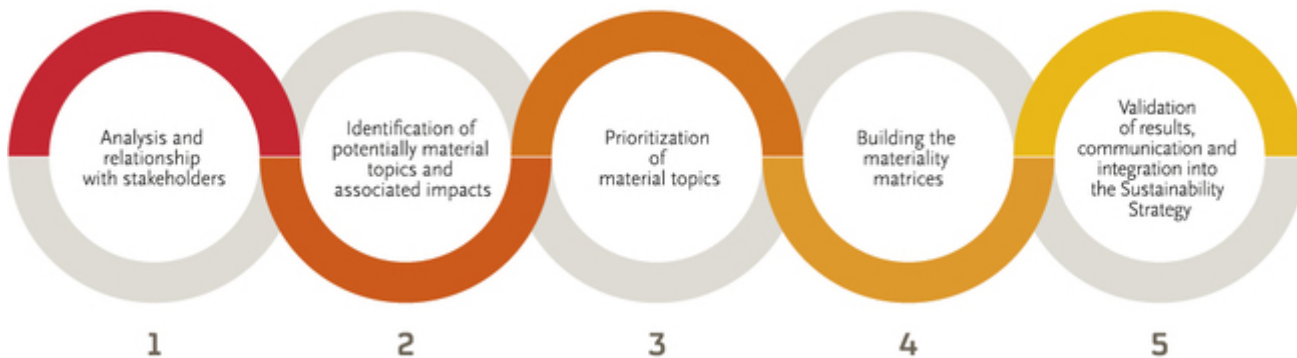 Analysis and
relationship
with stakeholders
Identification of
potentially material
topics and
associated impacts
Prioritization
of
material topics
Building the
materiality
matrices
Validation
of results,
communication and
integration into
the Sustainability
Strategy
1
2
3
4
5